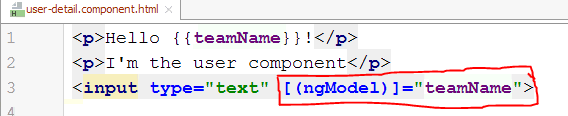 user-detail.component.html
1 <p>Hello {{teamName}}!</p>
2 <p>I'm the user component</p>
3 <input type="text" [(ngModel)]="teamName">